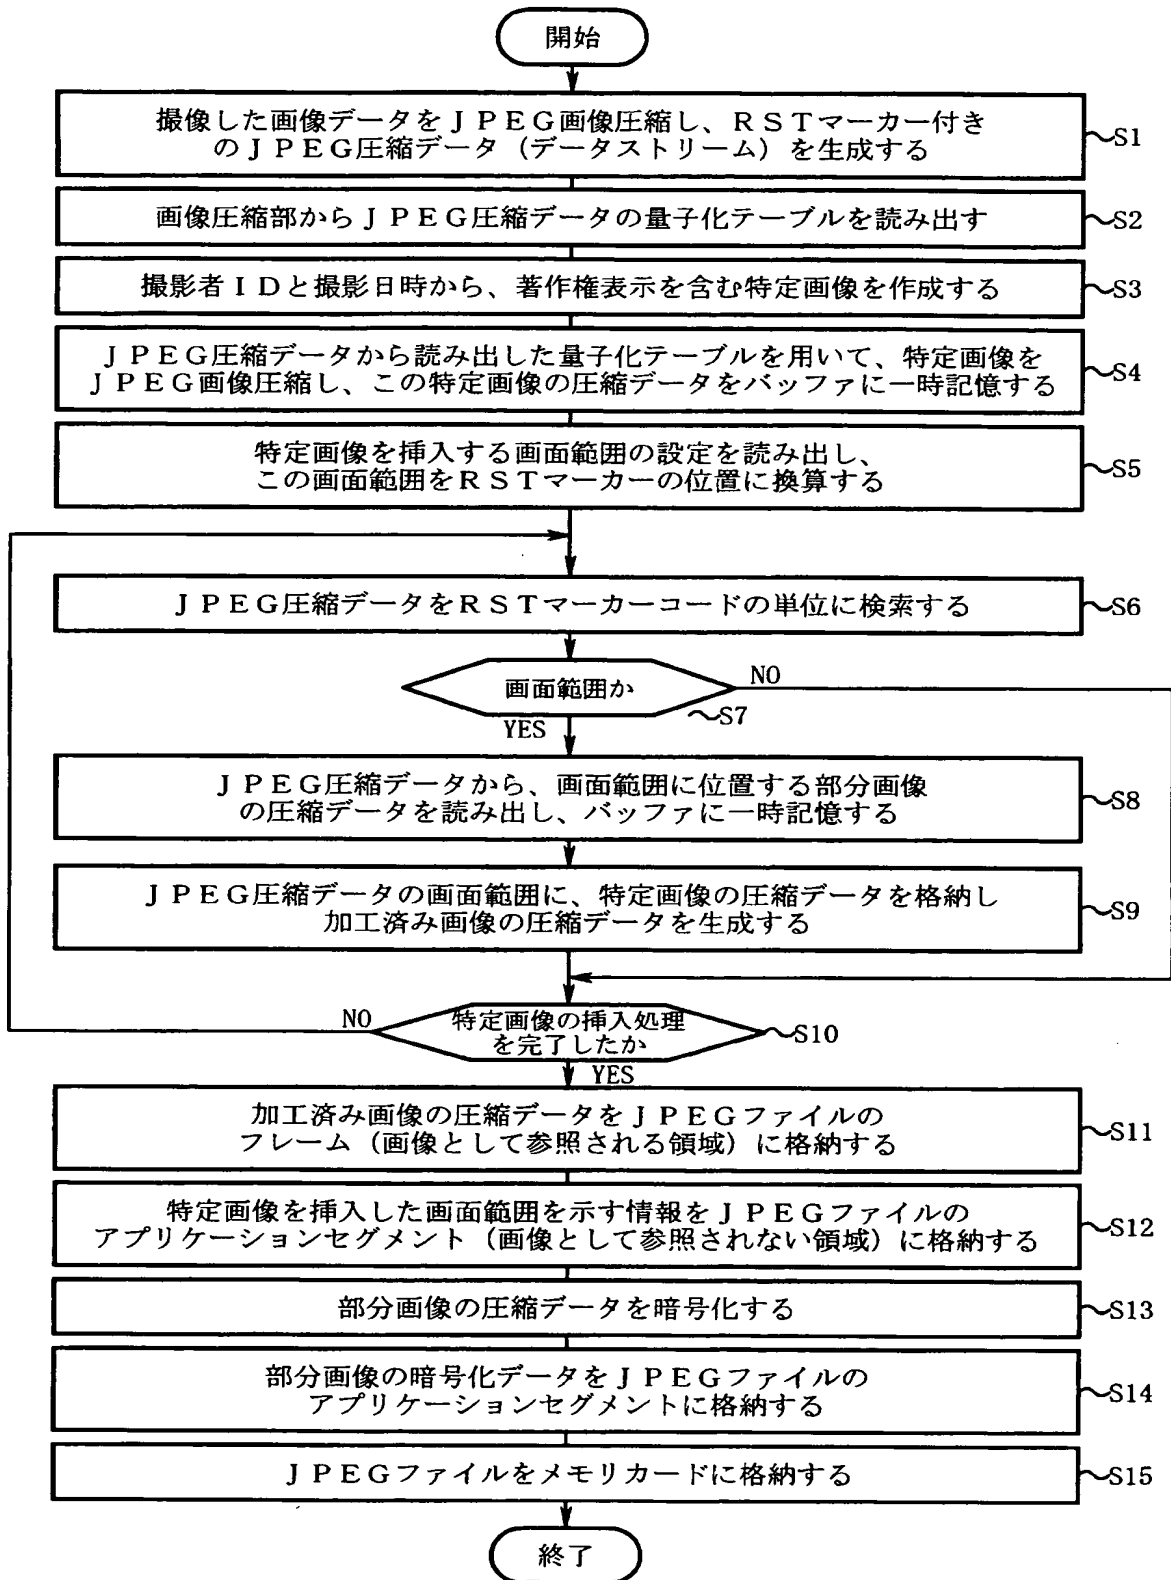 開始
撮像した画像データをJPEG画像圧縮し、RSTマーカー付き
のJPEG圧縮データ(データストリーム)を生成する
S1
画像圧縮部からJPEG圧縮データの量子化テーブルを読み出す
S2
撮影者IDと撮影日時から、著作権表示を含む特定画像を作成する
S3
JPEG圧縮データから読み出した量子化テーブルを用いて、特定画像を
JPEG画像圧縮し、この特定画像の圧縮データをバッファに一時記憶する
S4
特定画像を挿入する画面範囲の設定を読み出し、
この画面範囲をRSTマーカーの位置に換算する
S5
JPEG圧縮データをRSTマーカーコードの単位に検索する
S6
画面範囲か
NO
S7
YES
JPEG圧縮データから、画面範囲に位置する部分画像
の圧縮データを読み出し、バッファに一時記憶する
S8
JPEG圧縮データの画面範囲に、特定画像の圧縮データを格納し
加工済み画像の圧縮データを生成する
S9
NO
特定画像の挿入処理
を完了したか
S10
YES
加工済み画像の圧縮データをJPEGファイルの
フレーム(画像として参照される領域)に格納する
S11
特定画像を挿入した画面範囲を示す情報をJPEGファイルの
アプリケーションセグメント(画像として参照されない領域)に格納する
S12
部分画像の圧縮データを暗号化する
S13
部分画像の暗号化データをJPEGファイルの
アプリケーションセグメントに格納する
S14
JPEGファイルをメモリカードに格納する
S15
終了